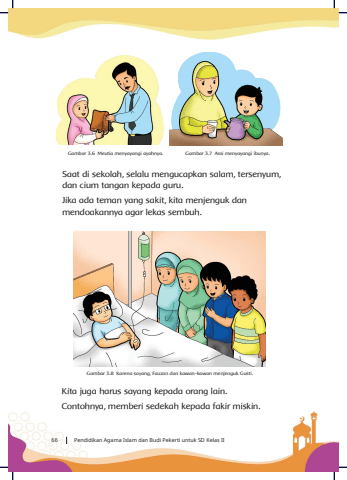 Gambar 3.6 Meutia menyayangi ayahnya.
Gambar 3.7 Ami menyayangi ibunya.
Saat di sekolah, selalu mengucapkan salam, tersenyum,
dan cium tangan kepada guru.
Jika ada teman yang sakit, kita menjenguk dan
mendoakannya agar lekas sembuh.
Gambar 3.8 Karena sayang, Fauzan dan kawan-kawan menjenguk Gusti.
Kita juga harus sayang kepada orang lain.
Contohnya, memberi sedekah kepada fakir miskin.
66 | Pendidikan Agama Islam dan Budi Pekerti untuk SD Kelas II